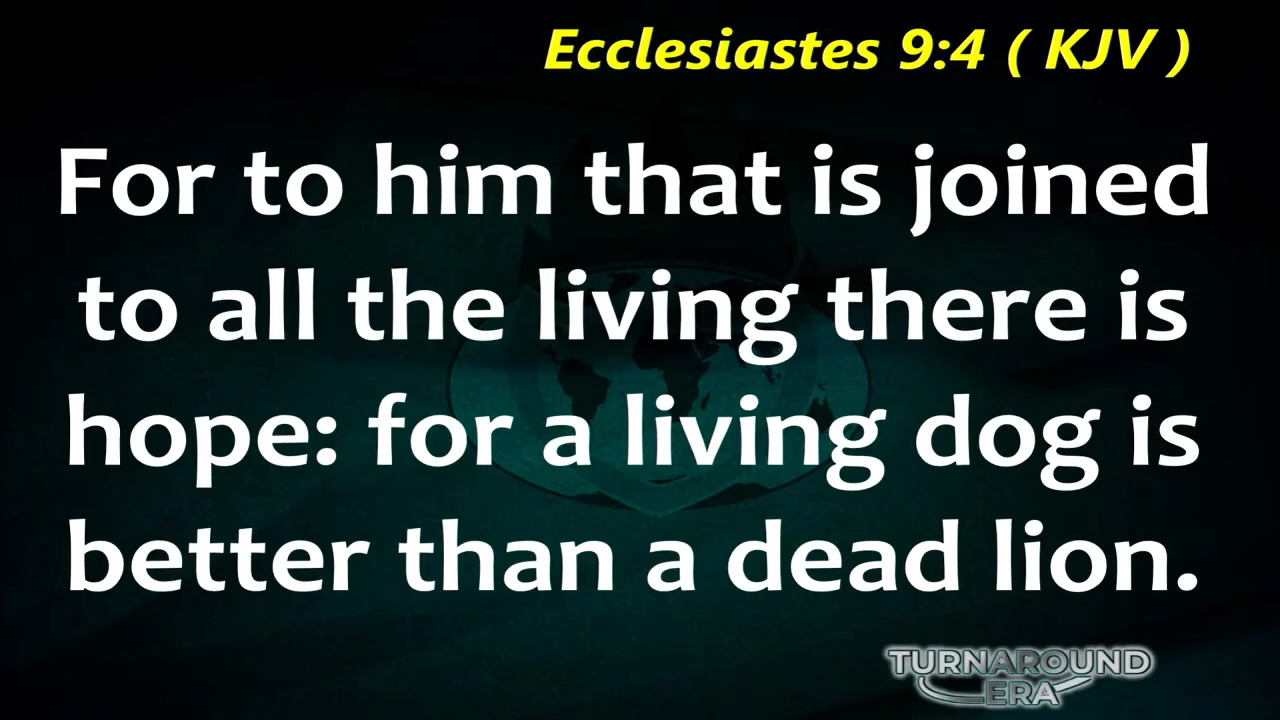 Ecclesiastes 9:4 ( KJV )
For to him that is joined
to all the living there is
hope: for a living dog is
better than a dead lion.
TURNAROUND
ERA